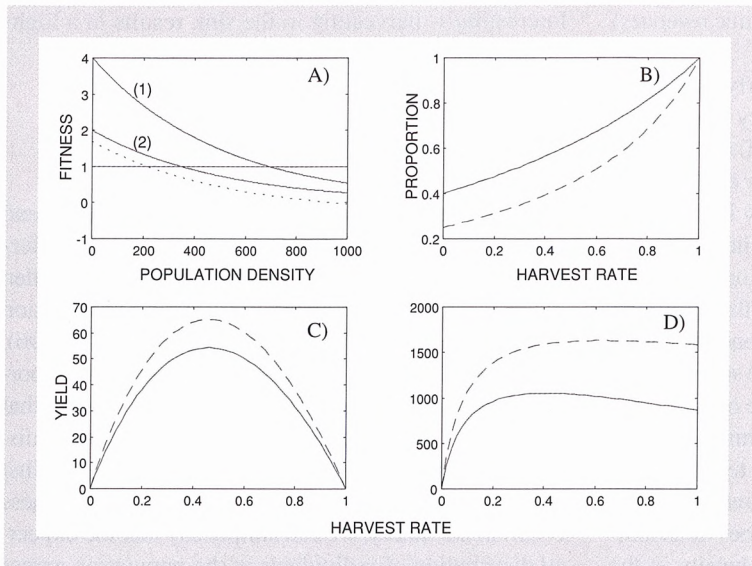 A)
(1)
(2)
FITNESS
4
3
2
1
0
-1
0 200 400 600 800 1000
POPULATION DENSITY
B)
PROPORTION
1
0.8
0.6
0.4
0.2
0 0.2 0.4 0.6 0.8 1
HARVEST RATE
C)
YIELD
70
60
50
40
30
20
10
0
0 0.2 0.4 0.6 0.8 1
D)
2000
1500
1000
500
0
0 0.2 0.4 0.6 0.8 1
HARVEST RATE